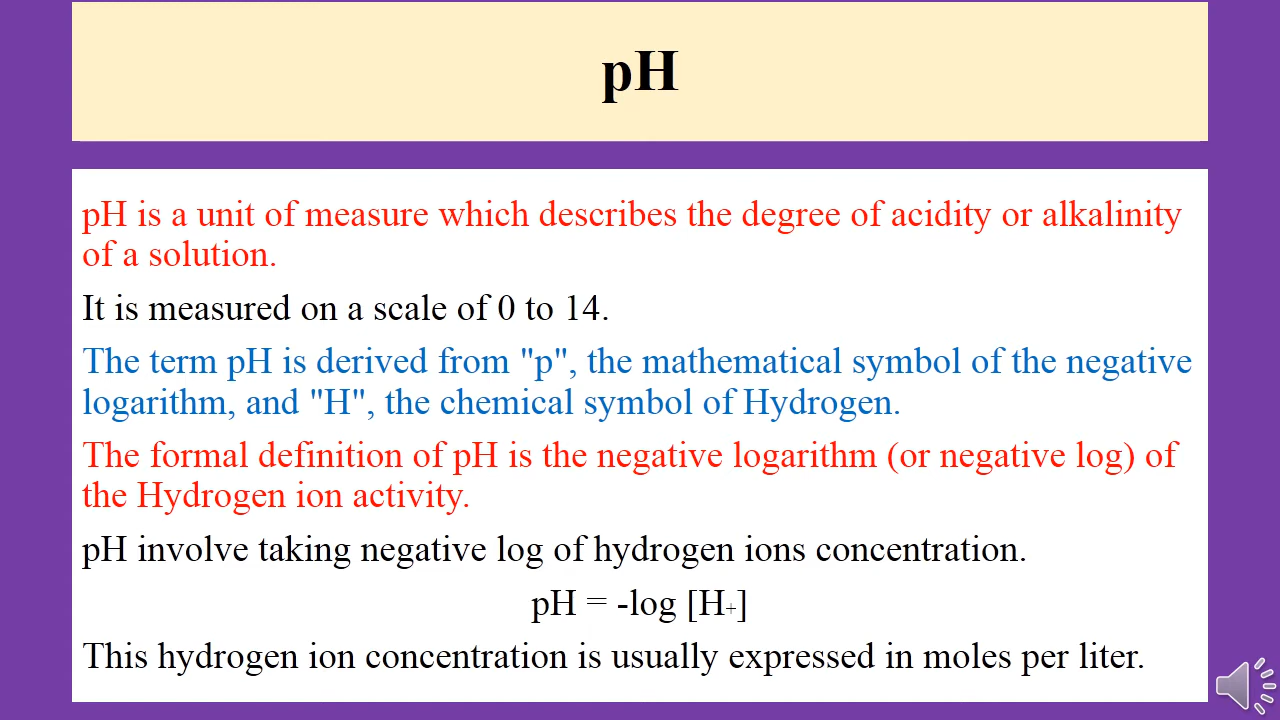 pH
pH is a unit of measure which describes the degree of acidity or alkalinity
of a solution.
It is measured on a scale of 0 to 14.
The term pH is derived from "p", the mathematical symbol of the negative
logarithm, and "H", the chemical symbol of Hydrogen.
The formal definition of pH is the negative logarithm (or negative log) of
the Hydrogen ion activity.
pH involve taking negative log of hydrogen ions concentration.
pH = -log [H+]
This hydrogen ion concentration is usually expressed in moles per liter.